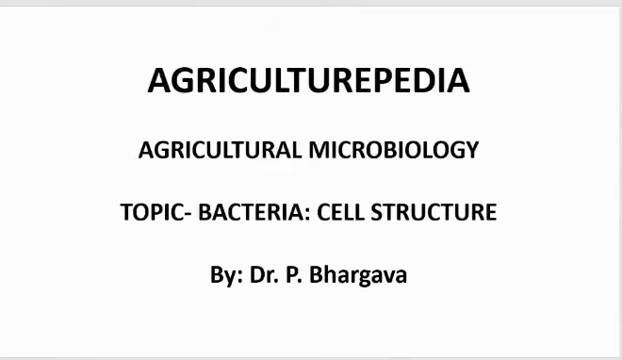 AGRICULTUREPEDIA
AGRICULTURAL MICROBIOLOGY
TOPIC- BACTERIA: CELL STRUCTURE
By: Dr. P. Bhargava